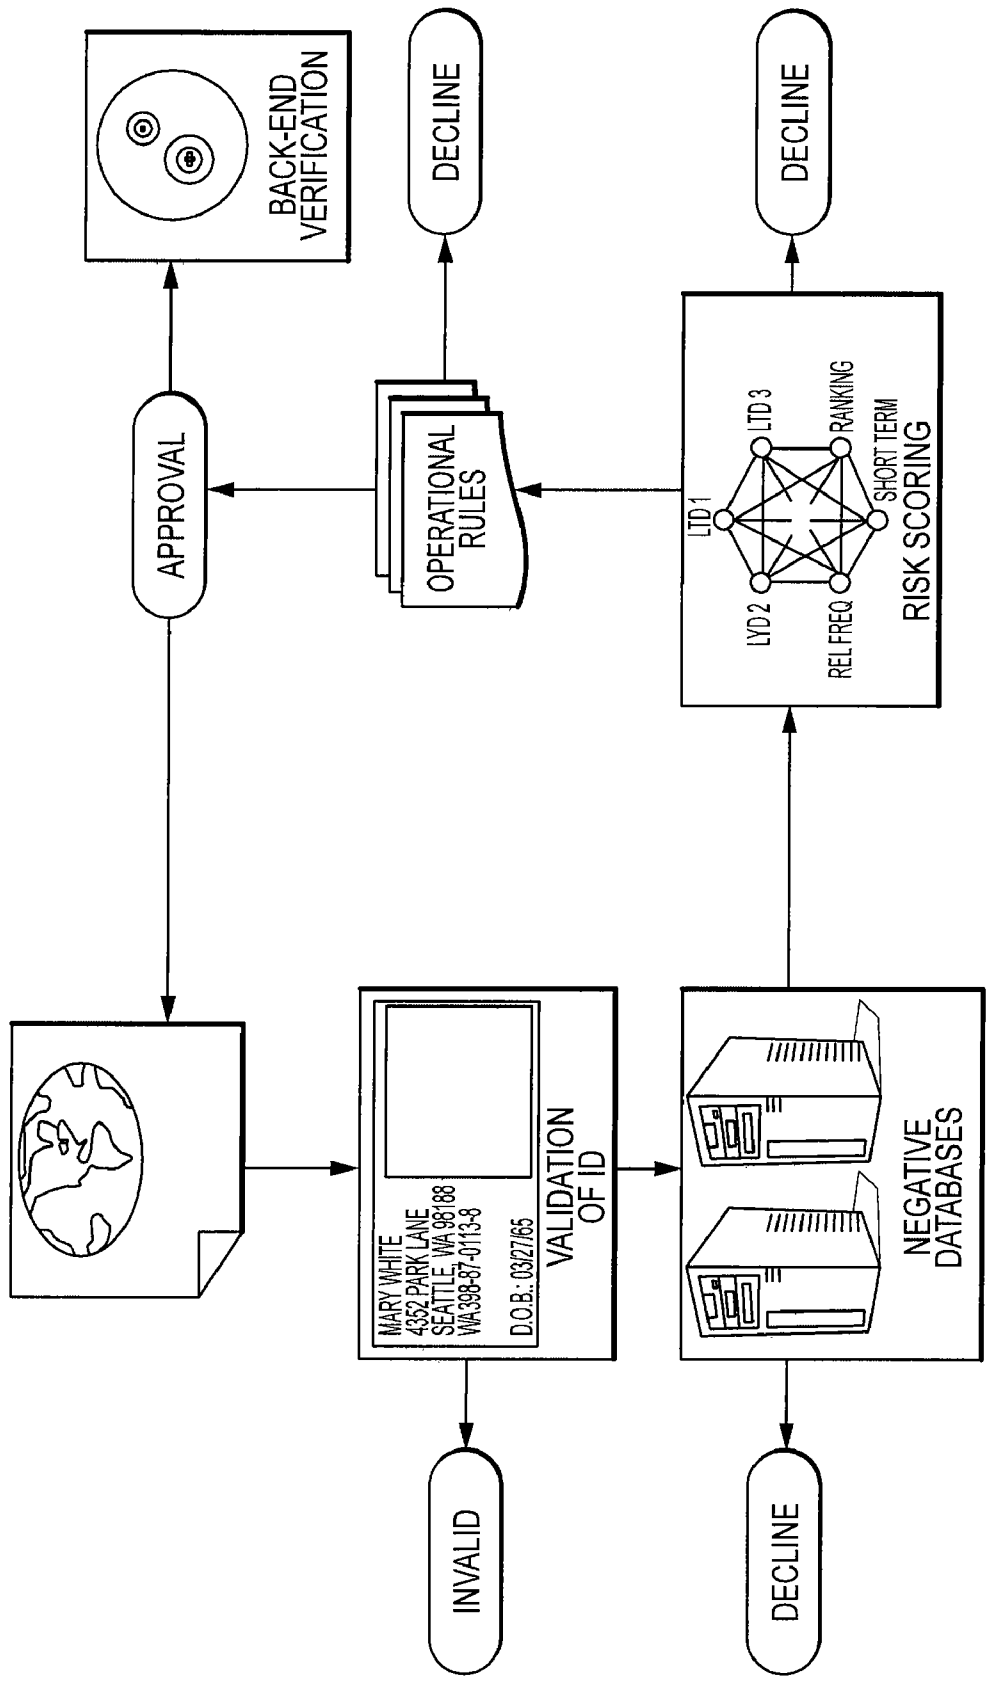 INVALID
MARY WHITE
4352 PARK LANE
SEATTLE, WA 98188
WA398-87-0113-8
D.O.B.: 03/27/65
VALIDATION
OF ID
APPROVAL
BACK-END
VERIFICATION
OPERATIONAL
RULES
DECLINE
DECLINE
NEGATIVE
DATABASES
LTD 1
LYD 2
LTD 3
REL FREQ
RANKING
SHORT TERM
RISK SCORING
DECLINE